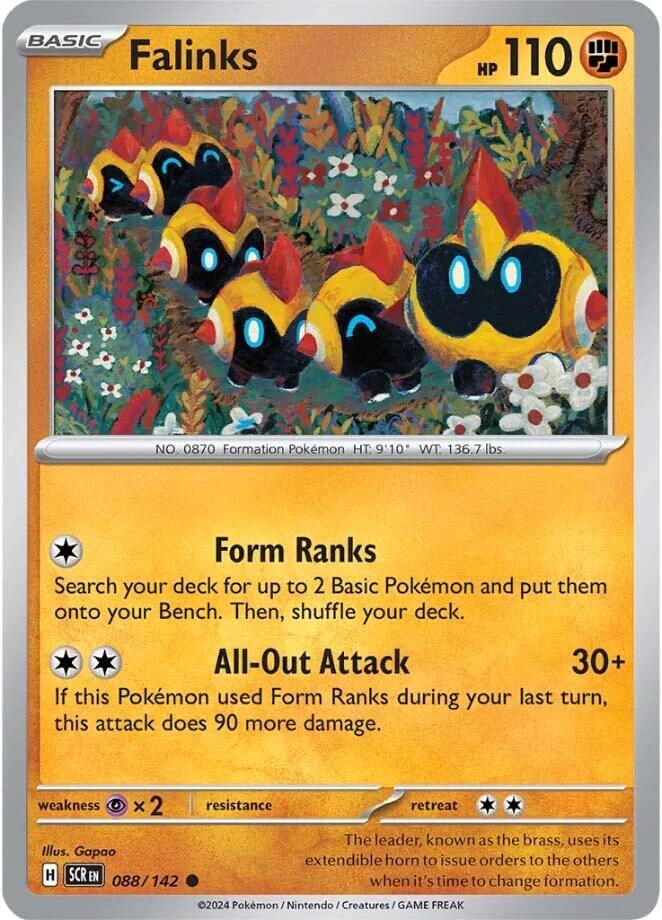 BASIC
Falinks
HP 110
NO. 0870 Formation Pokémon HT: 9'10" WT: 136.7 lbs.
Form Ranks
Search your deck for up to 2 Basic Pokémon and put them
onto your Bench. Then, shuffle your deck.
All-Out Attack 30+
If this Pokémon used Form Ranks during your last turn,
this attack does 90 more damage.
weakness ×2 resistance retreat
Illus. Gapao
The leader, known as the brass, uses its
extendible horn to issue orders to the others
when it's time to change formation.
H SCR EN 088/142
©2024 Pokémon / Nintendo / Creatures / GAME FREAK